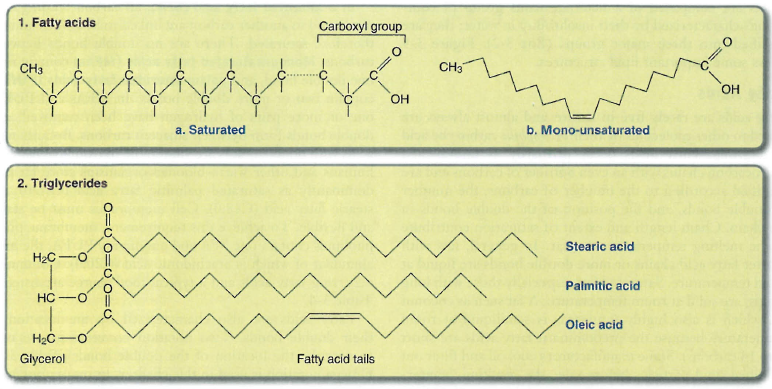 1. Fatty acids
Carboxyl group
CH3
C
O
OH
a. Saturated
CH3
C
O
OH
b. Mono-unsaturated
2. Triglycerides
O
C
H2C
O
Stearic acid
O
C
HC
O
Palmitic acid
O
C
H2C
O
Oleic acid
Glycerol
Fatty acid tails